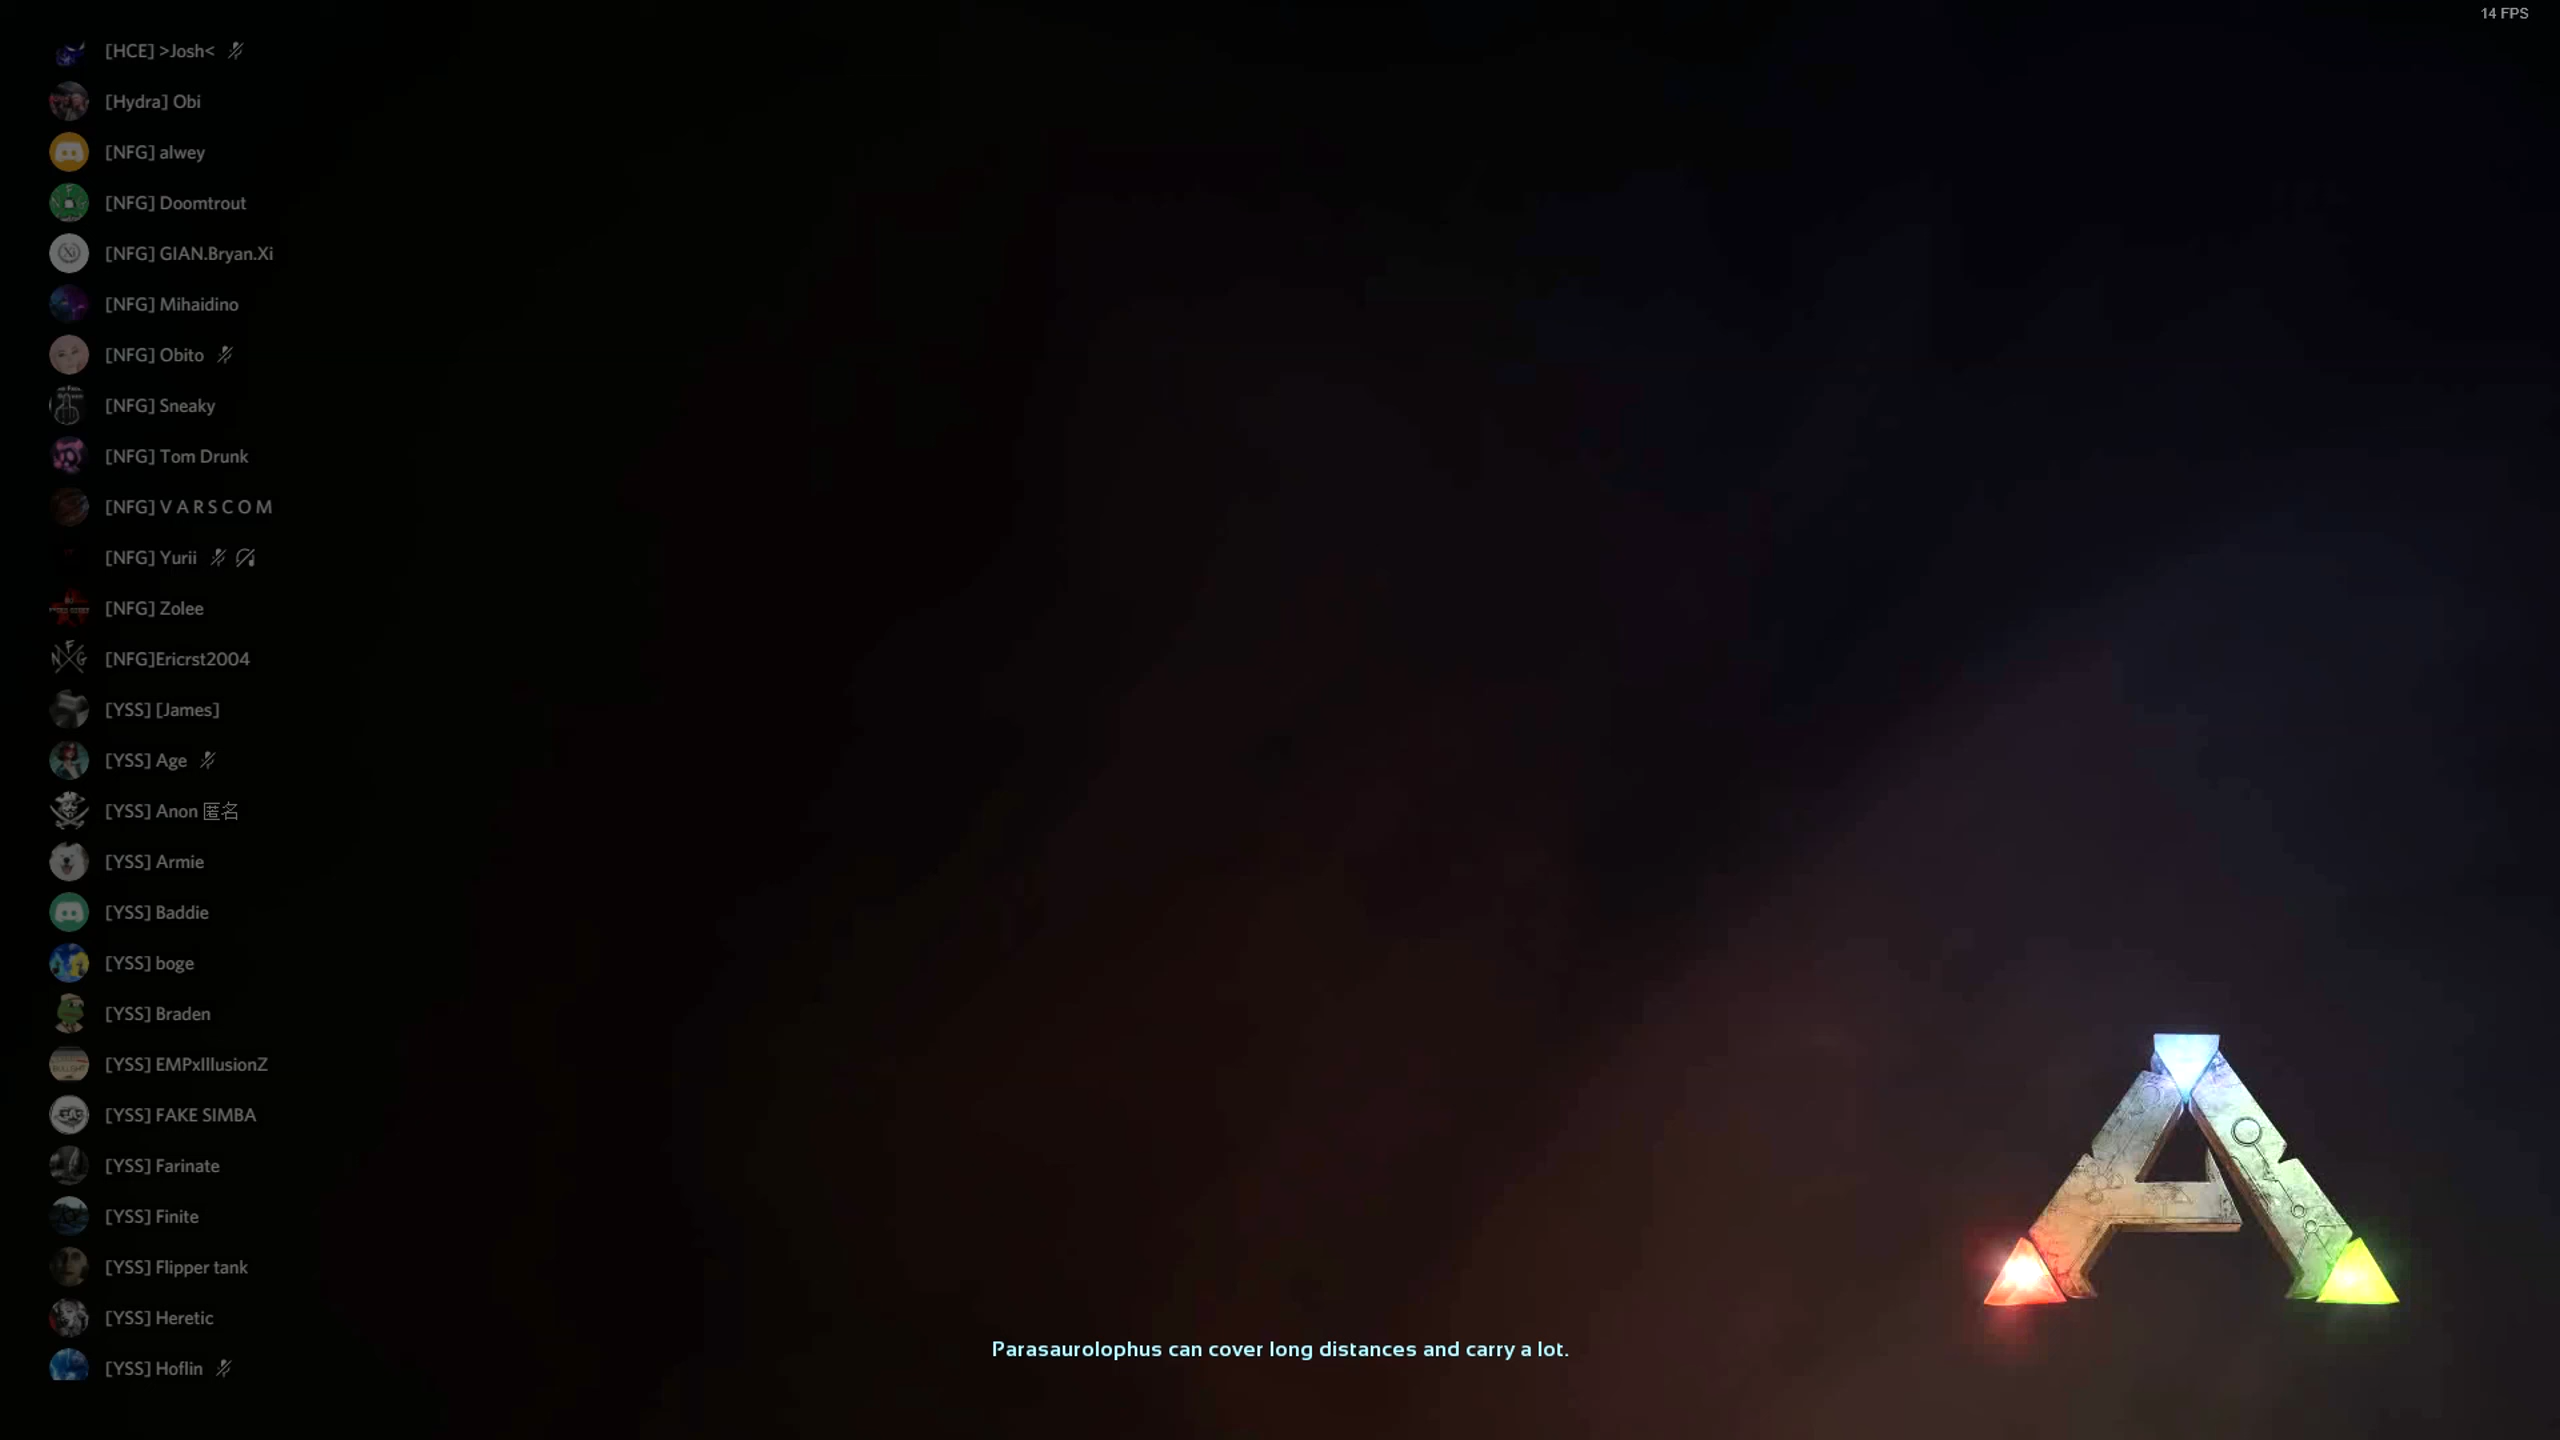 14 FPS
[HCE] >Josh<
[Hydra] Obi
[NFG] alwey
[NFG] Doomtrout
[NFG] GIAN.Bryan.Xi
[NFG] Mihaidino
[NFG] Obito
[NFG] Sneaky
[NFG] Tom Drunk
[NFG] V A R S C O M
[NFG] Yurii
[NFG] Zolee
[NFG]Ericrst2004
[YSS] [James]
[YSS] Age
[YSS] Anon 匿名
[YSS] Armie
[YSS] Baddie
[YSS] boge
[YSS] Braden
[YSS] EMPxIllusionZ
[YSS] FAKE SIMBA
[YSS] Farinate
[YSS] Finite
[YSS] Flipper tank
[YSS] Heretic
Parasaurolophus can cover long distances and carry a lot.
[YSS] Hoflin